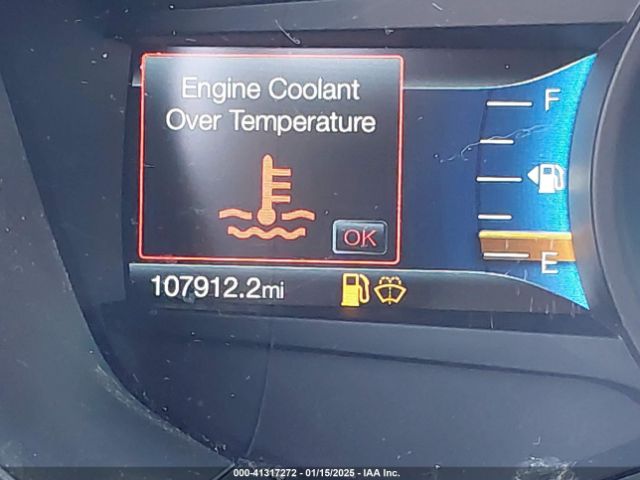 Engine Coolant
Over Temperature
OK
F
E
107912.2mi
000-41317272 - 01/15/2025 - IAA Inc.